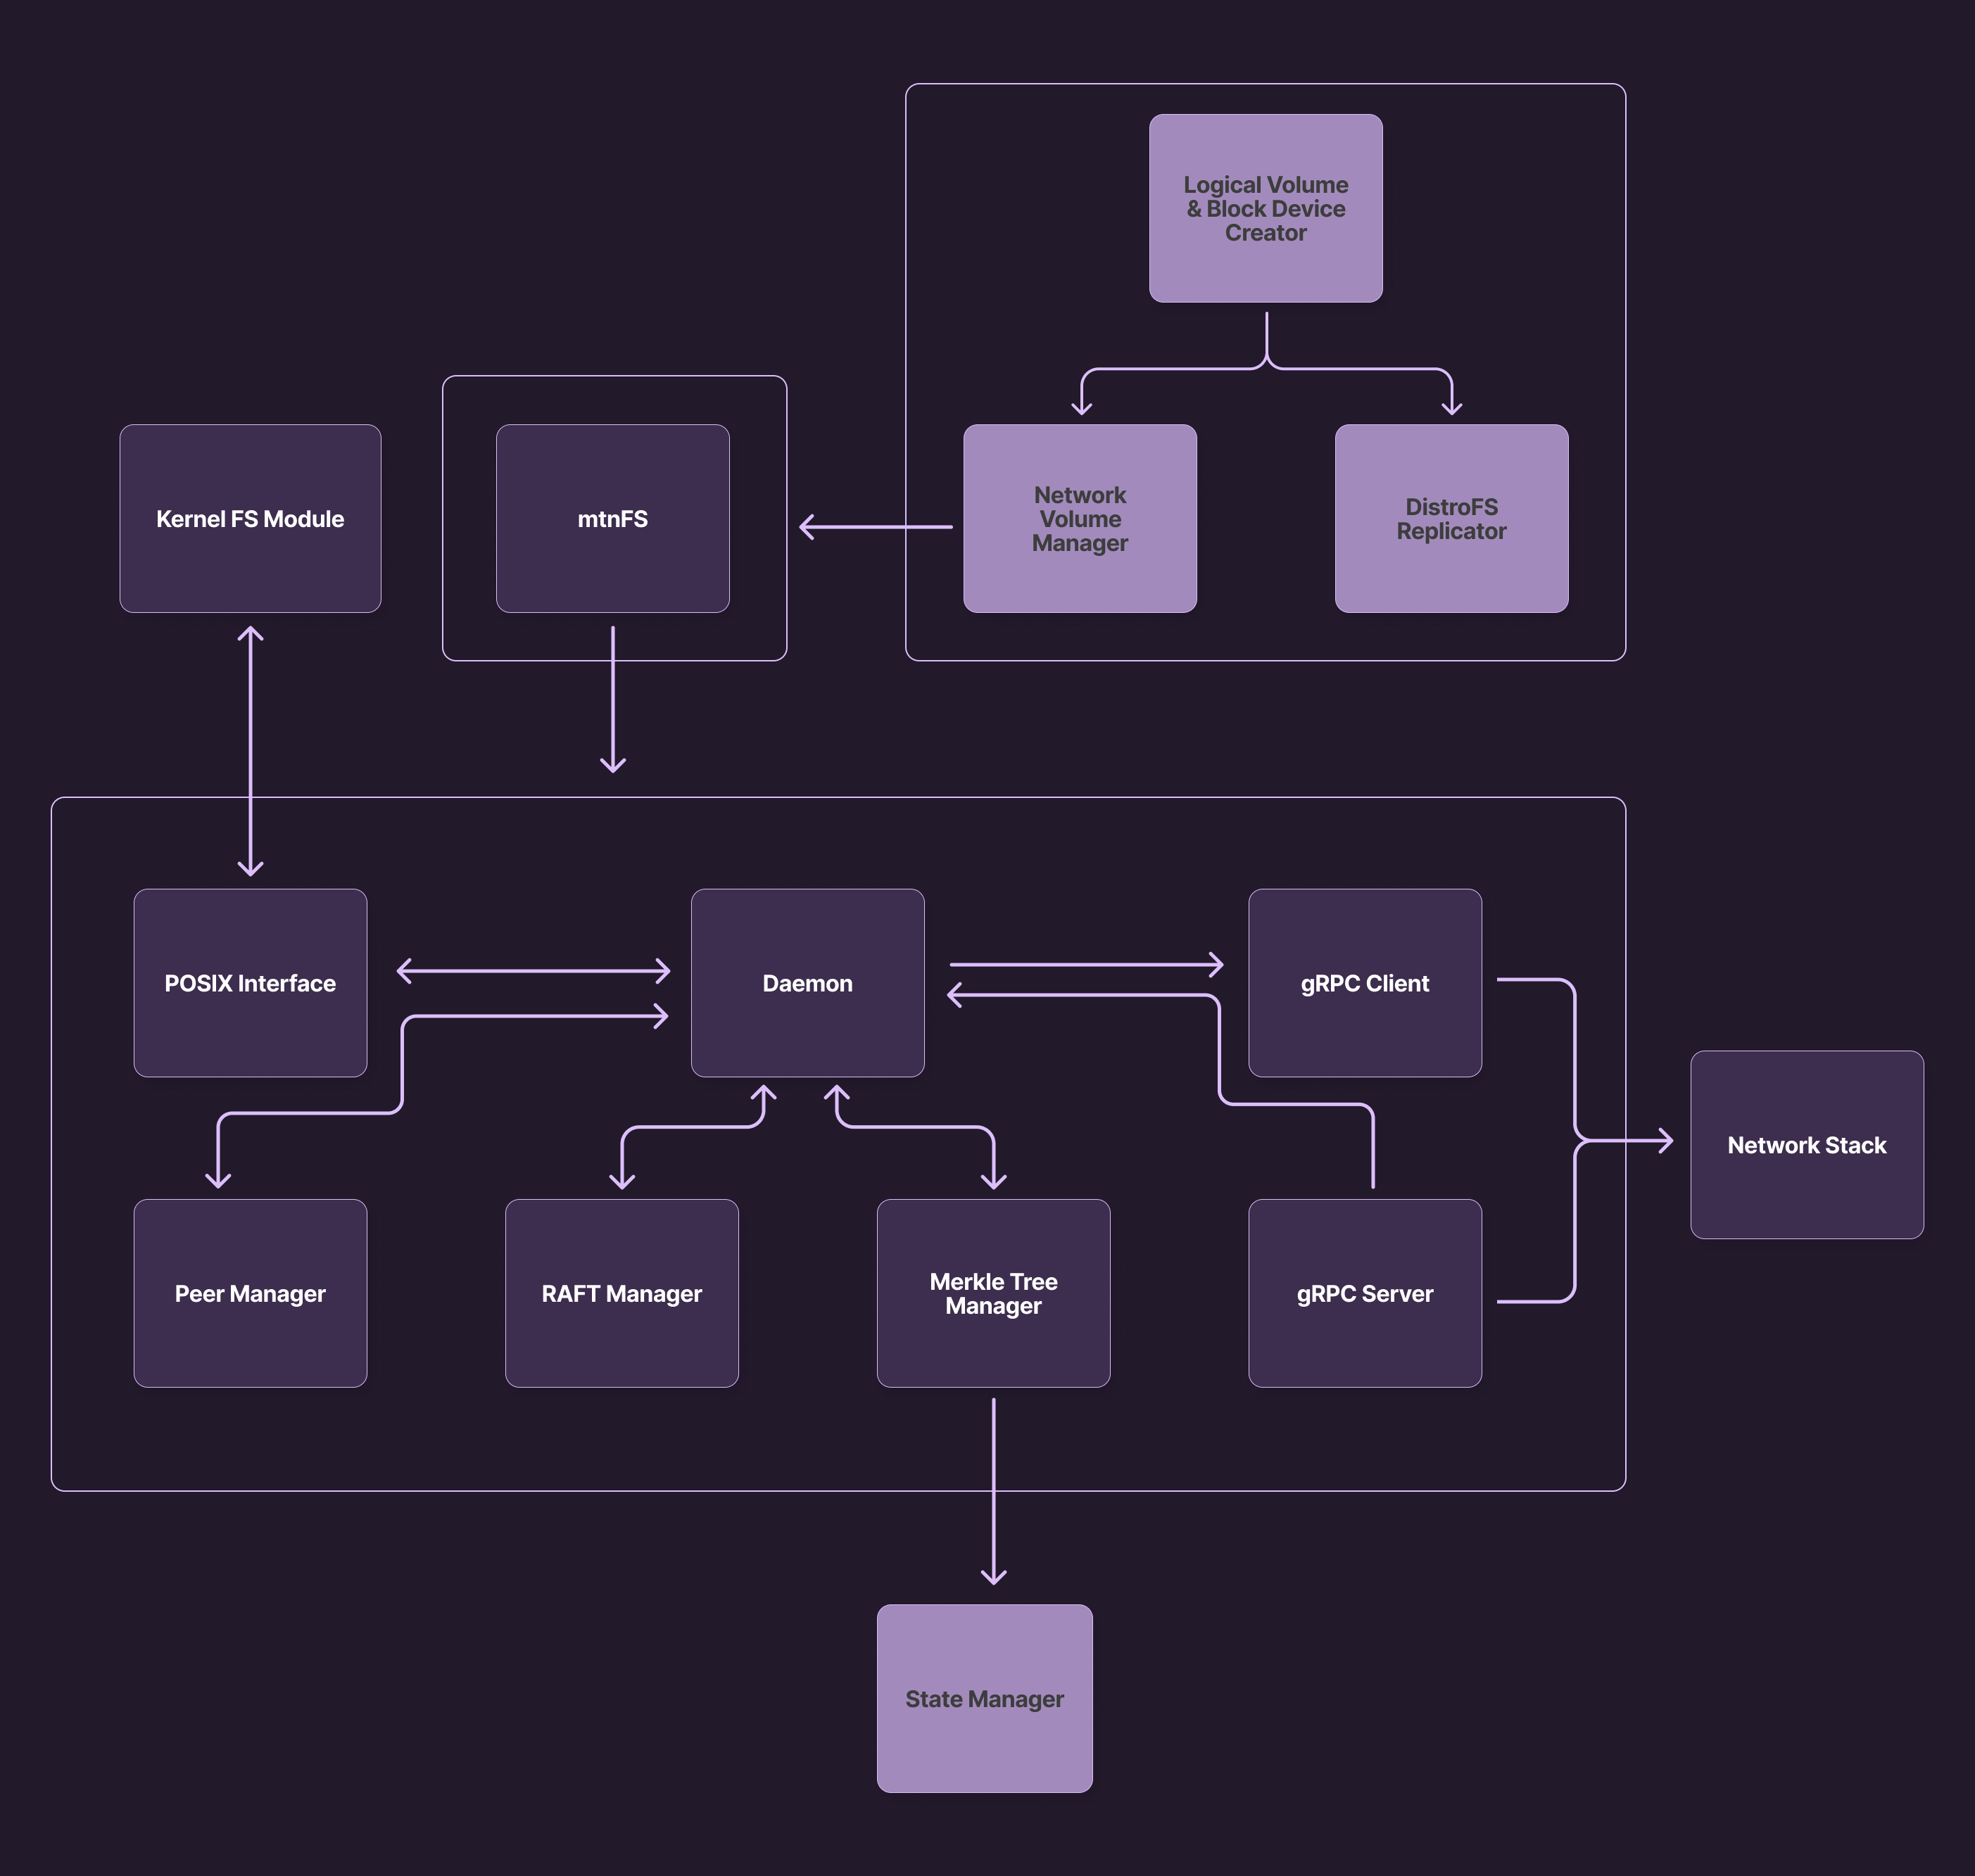 Logical Volume
& Block Device
Creator
Kernel FS Module
mtnFS
Network
Volume
Manager
DistroFS
Replicator
POSIX Interface
Daemon
gRPC Client
Network Stack
Peer Manager
RAFT Manager
Merkle Tree
Manager
gRPC Server
State Manager